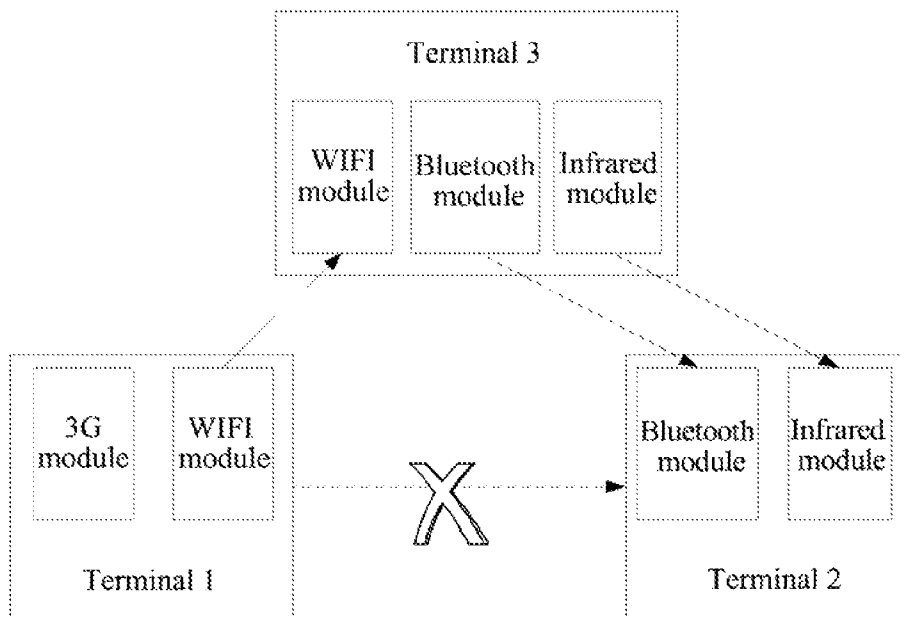 Terminal 3
WIFI
module
Bluetooth
module
Infrared
module
3G
module
WIFI
module
Terminal 1
X
Bluetooth
module
Infrared
module
Terminal 2